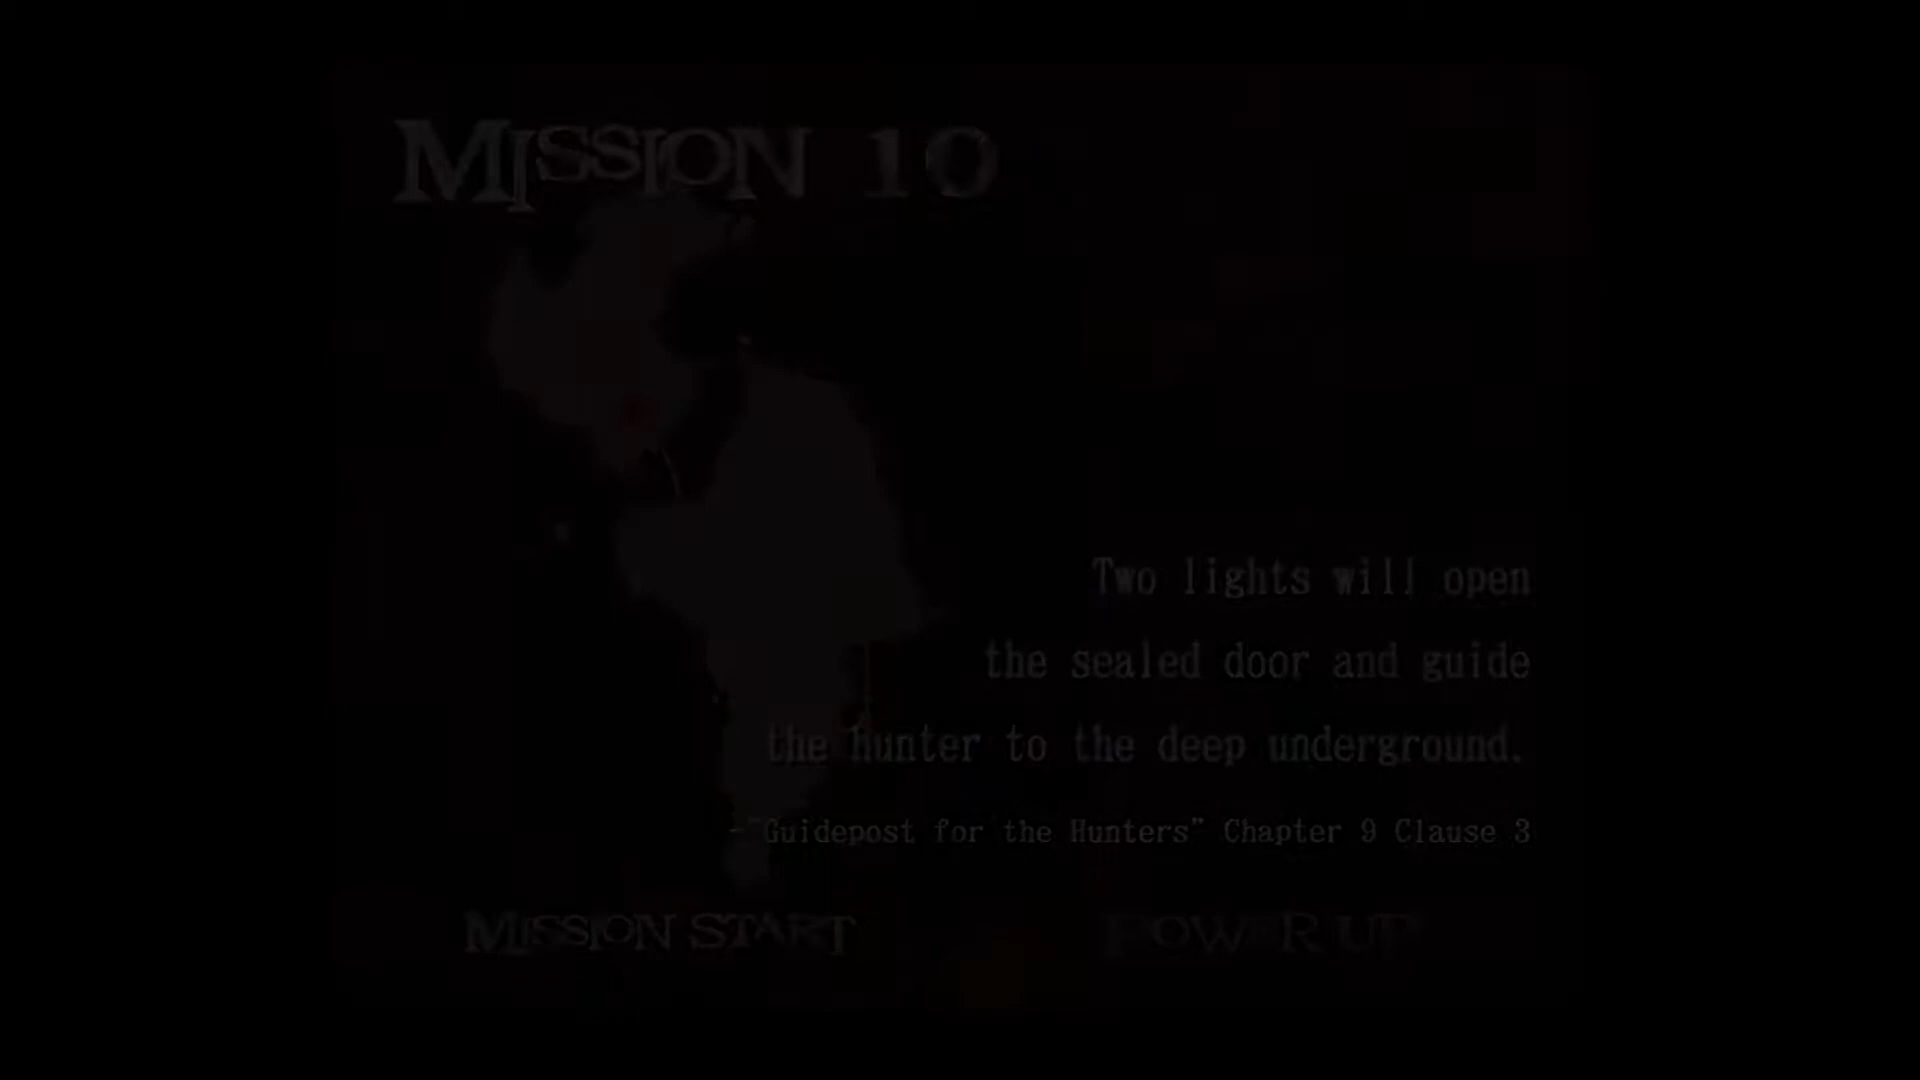 MISSION 10
Two lights will open
the sealed door and guide
the hunter to the deep underground.
-"Guidepost for the Hunters" Chapter 9 Clause 3
MISSION START
POWER UP